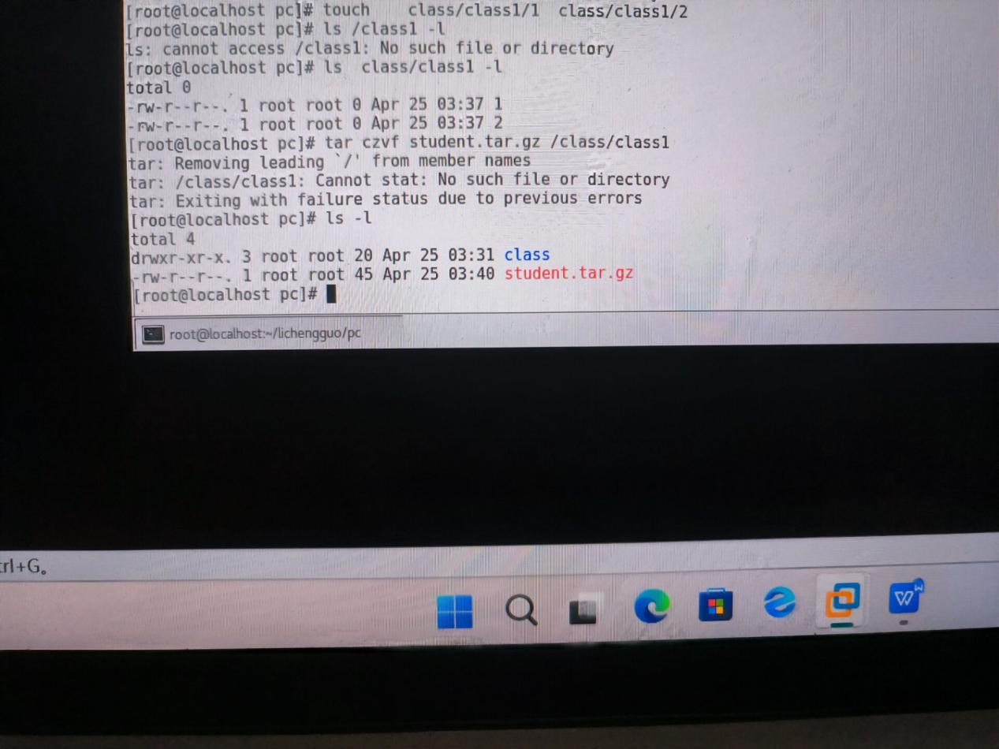 [root@localhost pc]# touch    class/class1/1  class/class1/2
[root@localhost pc]# ls /class1 -l
ls: cannot access /class1: No such file or directory
[root@localhost pc]# ls  class/class1 -l
total 0
-rw-r--r--. 1 root root 0 Apr 25 03:37 1
-rw-r--r--. 1 root root 0 Apr 25 03:37 2
[root@localhost pc]# tar czvf student.tar.gz /class/class1
tar: Removing leading `/' from member names
tar: /class/class1: Cannot stat: No such file or directory
tar: Exiting with failure status due to previous errors
[root@localhost pc]# ls -l
total 4
drwxr-xr-x. 3 root root 20 Apr 25 03:31 class
-rw-r--r--. 1 root root 45 Apr 25 03:40 student.tar.gz
[root@localhost pc]#
root@localhost:~/lichengguo/pc
trl+G。